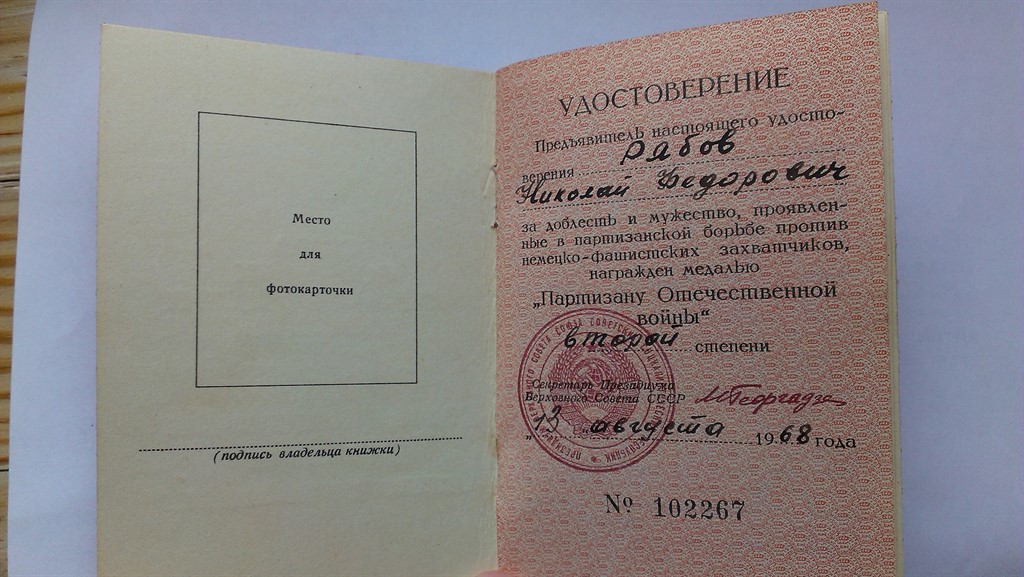 Место
для
фотокарточки
(подпись владельца книжки)
УДОСТОВЕРЕНИЕ
Предъявитель настоящего удосто-
верения Рябов
Николай Федорович
за доблесть и мужество, проявлен-
ные в партизанской борьбе против
немецко-фашистских захватчиков,
награжден медалью
„Партизану Отечественной
войны“
второй степени
Секретарь Президиума
Верховного Совета СССР МГеоргадзе
„13 августа 1968 года
№ 102267